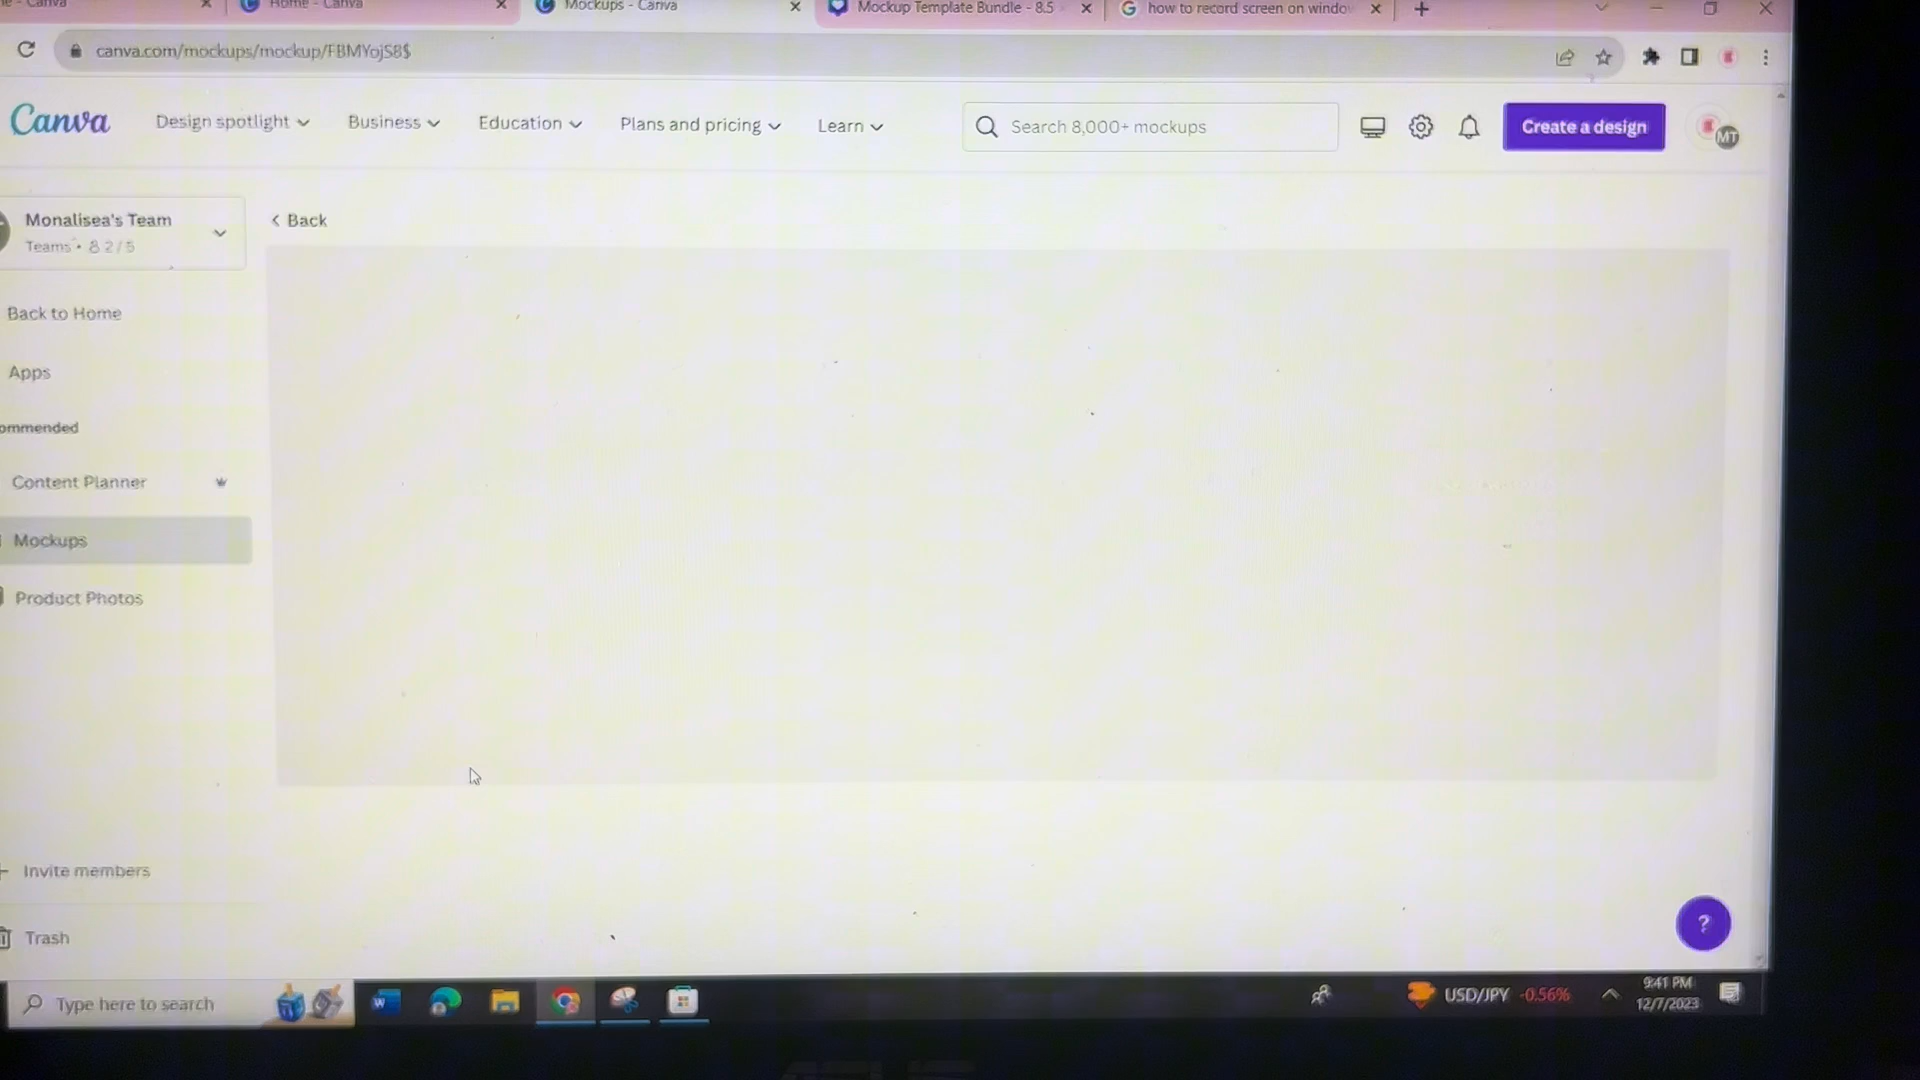 e - Canva
Home - Canva
Mockups - Canva
Mockup Template Bundle - 8.5
how to record screen on windo
canva.com/mockups/mockup/FBMYojS8$
Canva
Design spotlight
Business
Education
Plans and pricing
Learn
Search 8,000+ mockups
Create a design
MT
Monalisea's Team
Teams • 2/5
Back
Back to Home
Apps
ommended
Content Planner
Mockups
Product Photos
Invite members
Trash
?
Type here to search
W
USD/JPY -0.56%
9:41 PM
12/7/2023